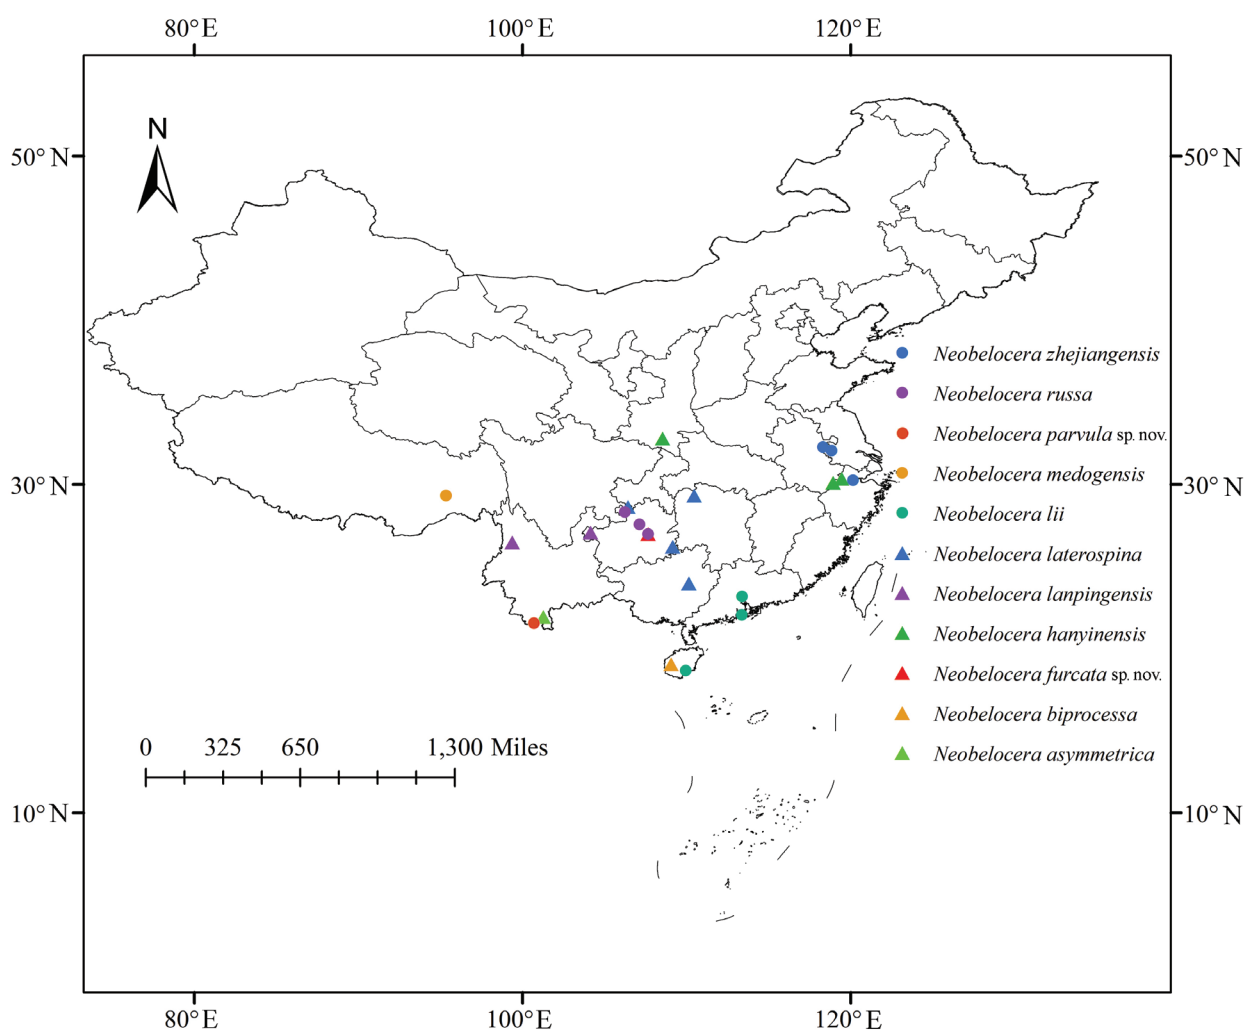 80° E 100° E 120° E
N
50° N 50° N
Neobelocera zhejiangensis
Neobelocera russa
Neobelocera parvula sp. nov.
30° N Neobelocera medogensis 30° N
Neobelocera lii
Neobelocera laterospina
Neobelocera lanpingensis
Neobelocera hanyinensis
Neobelocera furcata sp. nov.
Neobelocera biprocessa
0 325 650 1,300 Miles
Neobelocera asymmetrica
10° N 10° N
80° E 100° E 120° E